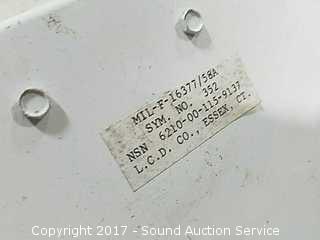 MIL-F-16377/58A
SYM. NO. 352
NSN 6210-00-115-9137
L.C.D. CO., ESSEX, CT.
Copyright 2017 - Sound Auction Service